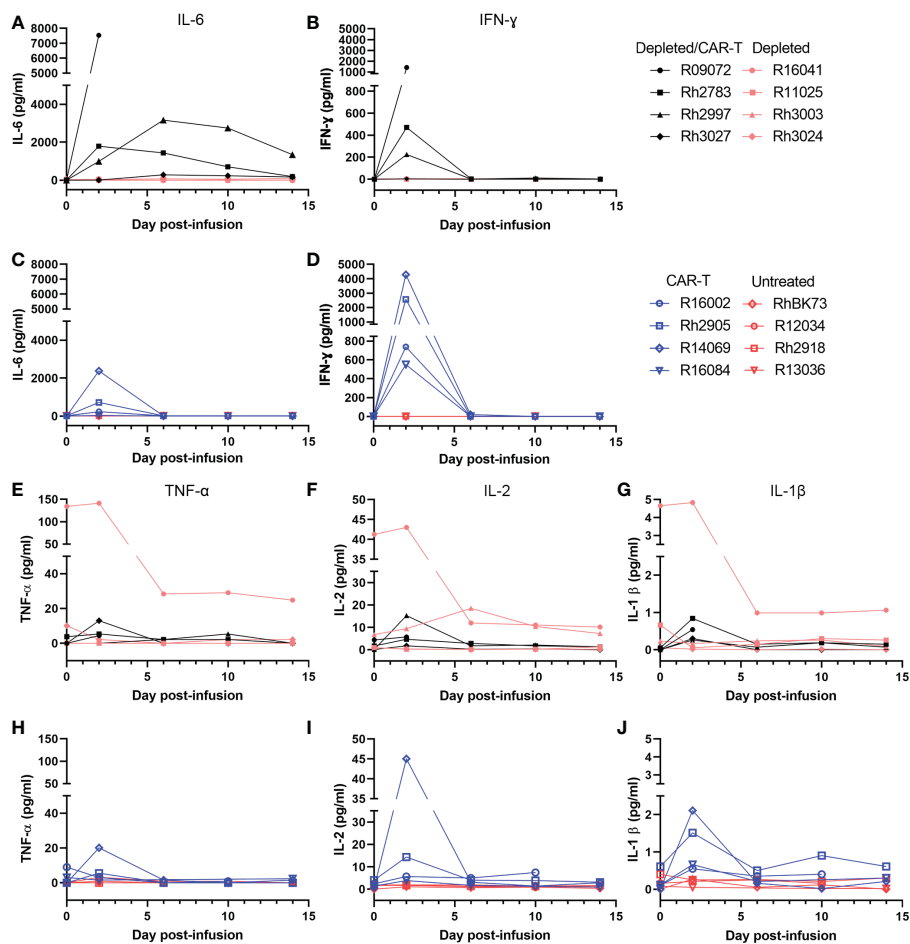 A IL-6
8000
7000
6000
5000
4000
2000
0
IL-6 (pg/ml)
0 5 10 15
Day post-infusion
B IFN-ɣ
5000
4000
3000
2000
1000
800
600
400
200
0
IFN-ɣ (pg/ml)
0 5 10 15
Day post-infusion
Depleted/CAR-T Depleted
R09072 R16041
Rh2783 R11025
Rh2997 Rh3003
Rh3027 Rh3024
C
8000
7000
6000
5000
4000
2000
0
IL-6 (pg/ml)
0 5 10 15
Day post-infusion
D
5000
4000
3000
2000
1000
800
600
400
200
0
IFN-ɣ (pg/ml)
0 5 10 15
Day post-infusion
CAR-T Untreated
R16002 RhBK73
Rh2905 R12034
R14069 Rh2918
R16084 R13036
E TNF-α
150
100
50
40
20
0
TNF-α (pg/ml)
0 5 10 15
Day post-infusion
F IL-2
50
45
40
35
30
20
10
0
IL-2 (pg/ml)
0 5 10 15
Day post-infusion
G IL-1β
5
4
3
2
1
0
IL-1 β (pg/ml)
0 5 10 15
Day post-infusion
H
150
100
50
40
20
0
TNF-α (pg/ml)
0 5 10 15
Day post-infusion
I
50
45
40
35
30
20
10
0
IL-2 (pg/ml)
0 5 10 15
Day post-infusion
J
5
4
3
2
1
0
IL-1 β (pg/ml)
0 5 10 15
Day post-infusion